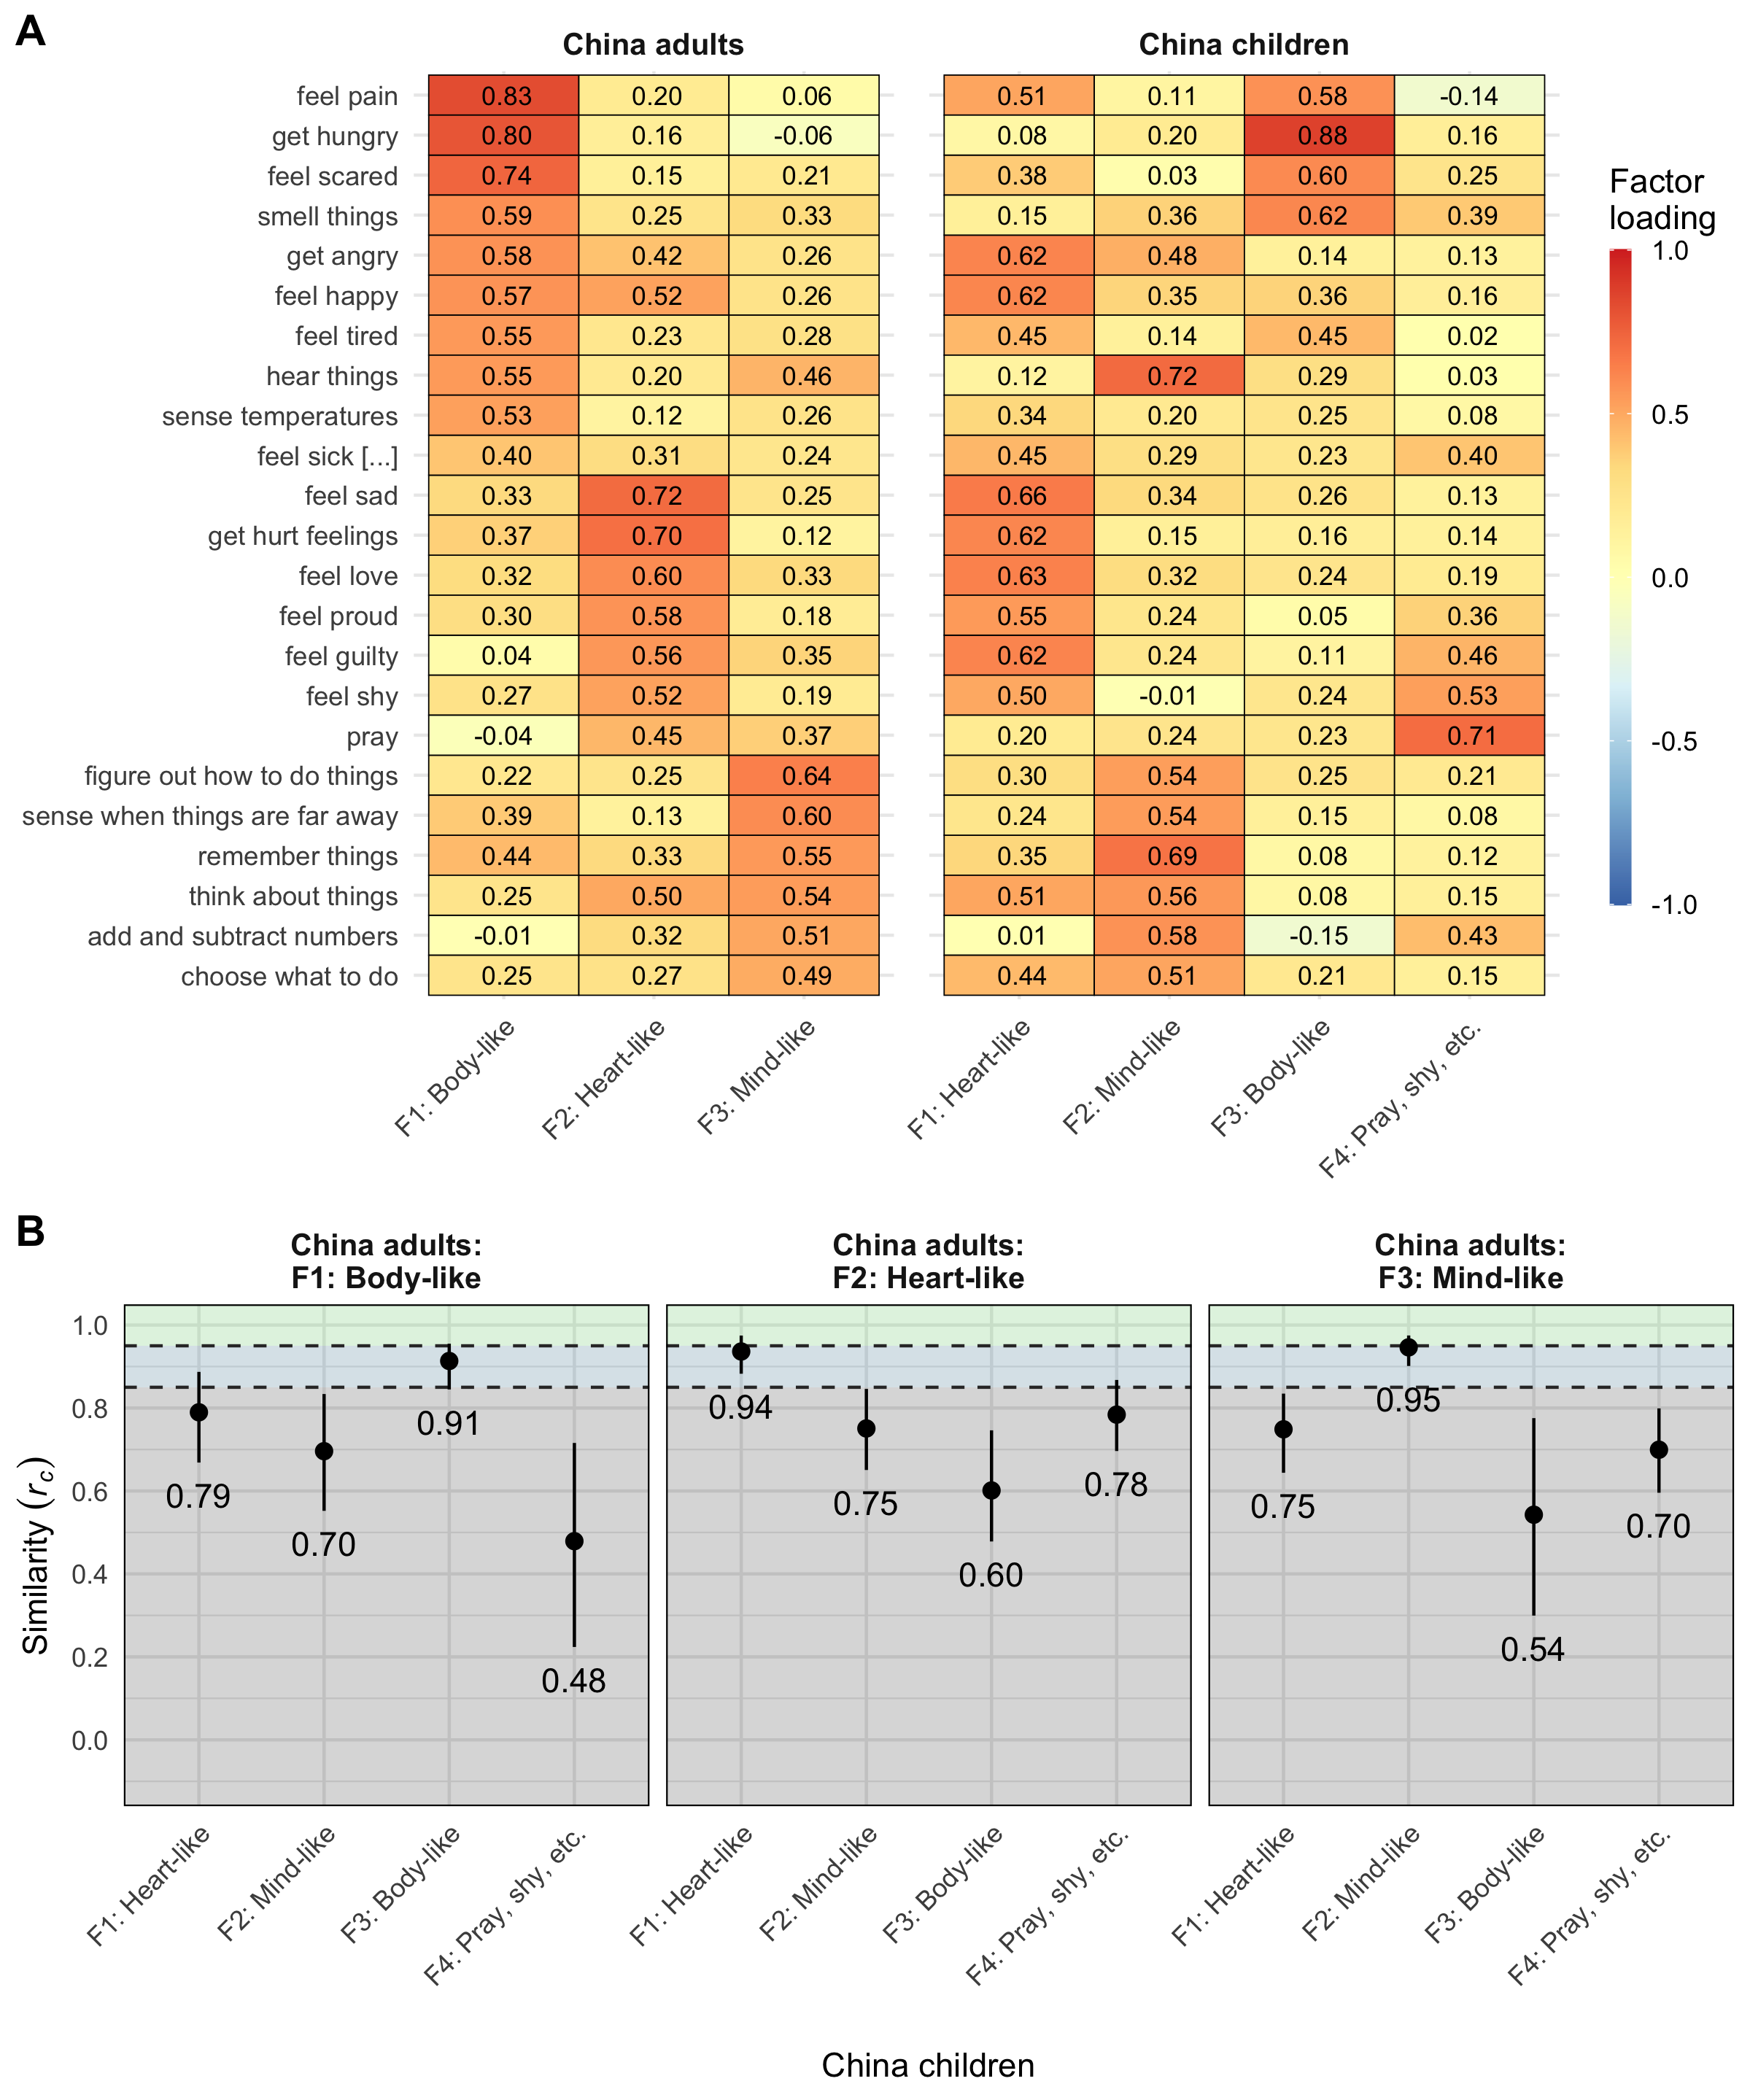 A
China adults China children
feel pain 0.83 0.20 0.06 0.51 0.11 0.58 -0.14
get hungry 0.80 0.16 -0.06 0.08 0.20 0.88 0.16
feel scared 0.74 0.15 0.21 0.38 0.03 0.60 0.25
smell things 0.59 0.25 0.33 0.15 0.36 0.62 0.39
get angry 0.58 0.42 0.26 0.62 0.48 0.14 0.13
feel happy 0.57 0.52 0.26 0.62 0.35 0.36 0.16
feel tired 0.55 0.23 0.28 0.45 0.14 0.45 0.02
hear things 0.55 0.20 0.46 0.12 0.72 0.29 0.03
sense temperatures 0.53 0.12 0.26 0.34 0.20 0.25 0.08
feel sick [...] 0.40 0.31 0.24 0.45 0.29 0.23 0.40
feel sad 0.33 0.72 0.25 0.66 0.34 0.26 0.13
get hurt feelings 0.37 0.70 0.12 0.62 0.15 0.16 0.14
feel love 0.32 0.60 0.33 0.63 0.32 0.24 0.19
feel proud 0.30 0.58 0.18 0.55 0.24 0.05 0.36
feel guilty 0.04 0.56 0.35 0.62 0.24 0.11 0.46
feel shy 0.27 0.52 0.19 0.50 -0.01 0.24 0.53
pray -0.04 0.45 0.37 0.20 0.24 0.23 0.71
figure out how to do things 0.22 0.25 0.64 0.30 0.54 0.25 0.21
sense when things are far away 0.39 0.13 0.60 0.24 0.54 0.15 0.08
remember things 0.44 0.33 0.55 0.35 0.69 0.08 0.12
think about things 0.25 0.50 0.54 0.51 0.56 0.08 0.15
add and subtract numbers -0.01 0.32 0.51 0.01 0.58 -0.15 0.43
choose what to do 0.25 0.27 0.49 0.44 0.51 0.21 0.15
F1: Body-like F2: Heart-like F3: Mind-like F1: Heart-like F2: Mind-like F3: Body-like F4: Pray, shy, etc.
Factor
loading
1.0
0.5
0.0
-0.5
-1.0
B
China adults:
F1: Body-like
China adults:
F2: Heart-like
China adults:
F3: Mind-like
Similarity (rc)
1.0
0.8
0.6
0.4
0.2
0.0
0.79 0.70 0.91 0.48
0.94 0.75 0.60 0.78
0.75 0.95 0.54 0.70
F1: Heart-like F2: Mind-like F3: Body-like F4: Pray, shy, etc.
F1: Heart-like F2: Mind-like F3: Body-like F4: Pray, shy, etc.
F1: Heart-like F2: Mind-like F3: Body-like F4: Pray, shy, etc.
China children